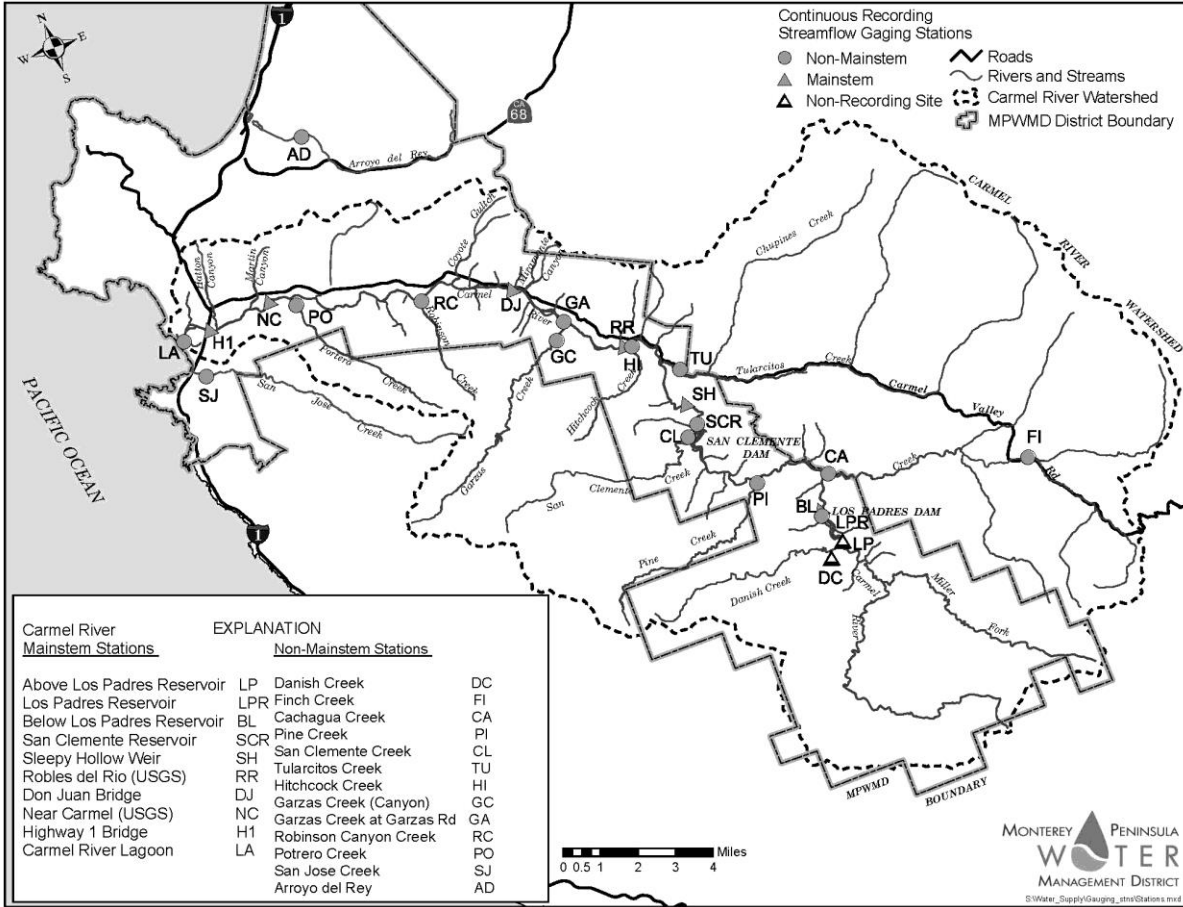 N
E
W
S
1
CA
68
Continuous Recording
Streamflow Gaging Stations
Non-Mainstem
Mainstem
Non-Recording Site
Roads
Rivers and Streams
Carmel River Watershed
MPWMD District Boundary
AD
Arroyo del Rey
CARMEL
RIVER
WATERSHED
Hatton
Canyon
Martin
Canyon
Coyote
Gulch
Canyon
Chupines Creek
LA
H1
NC
PO
RC
Carmel
River
DJ
GA
GC
RR
HI
TU
Tularcitos
Creek
Carmel
Valley
Rd
FI
SJ
San
Jose
Creek
Potero
Creek
Robinson
Creek
Garzas
Creek
Hitchcock
Creek
SH
SCR
CL
SAN CLEMENTE
DAM
San
Clemente
Creek
PI
CA
Creek
BL
LOS PADRES DAM
LPR
LP
DC
Pine
Creek
Danish Creek
Carmel
River
Miller
Fork
PACIFIC OCEAN
1
MPWMD
BOUNDARY
Carmel River
Mainstem Stations
EXPLANATION
Non-Mainstem Stations
Above Los Padres Reservoir LP
Los Padres Reservoir LPR
Below Los Padres Reservoir BL
San Clemente Reservoir SCR
Sleepy Hollow Weir SH
Robles del Rio (USGS) RR
Don Juan Bridge DJ
Near Carmel (USGS) NC
Highway 1 Bridge H1
Carmel River Lagoon LA
Danish Creek DC
Finch Creek FI
Cachagua Creek CA
Pine Creek PI
San Clemente Creek CL
Tularcitos Creek TU
Hitchcock Creek HI
Garzas Creek (Canyon) GC
Garzas Creek at Garzas Rd GA
Robinson Canyon Creek RC
Potrero Creek PO
San Jose Creek SJ
Arroyo del Rey AD
Miles
0 0.5 1 2 3 4
MONTEREY PENINSULA
WATER
MANAGEMENT DISTRICT
S:\Water_Supply\Gauging_stns\Stations.mxd